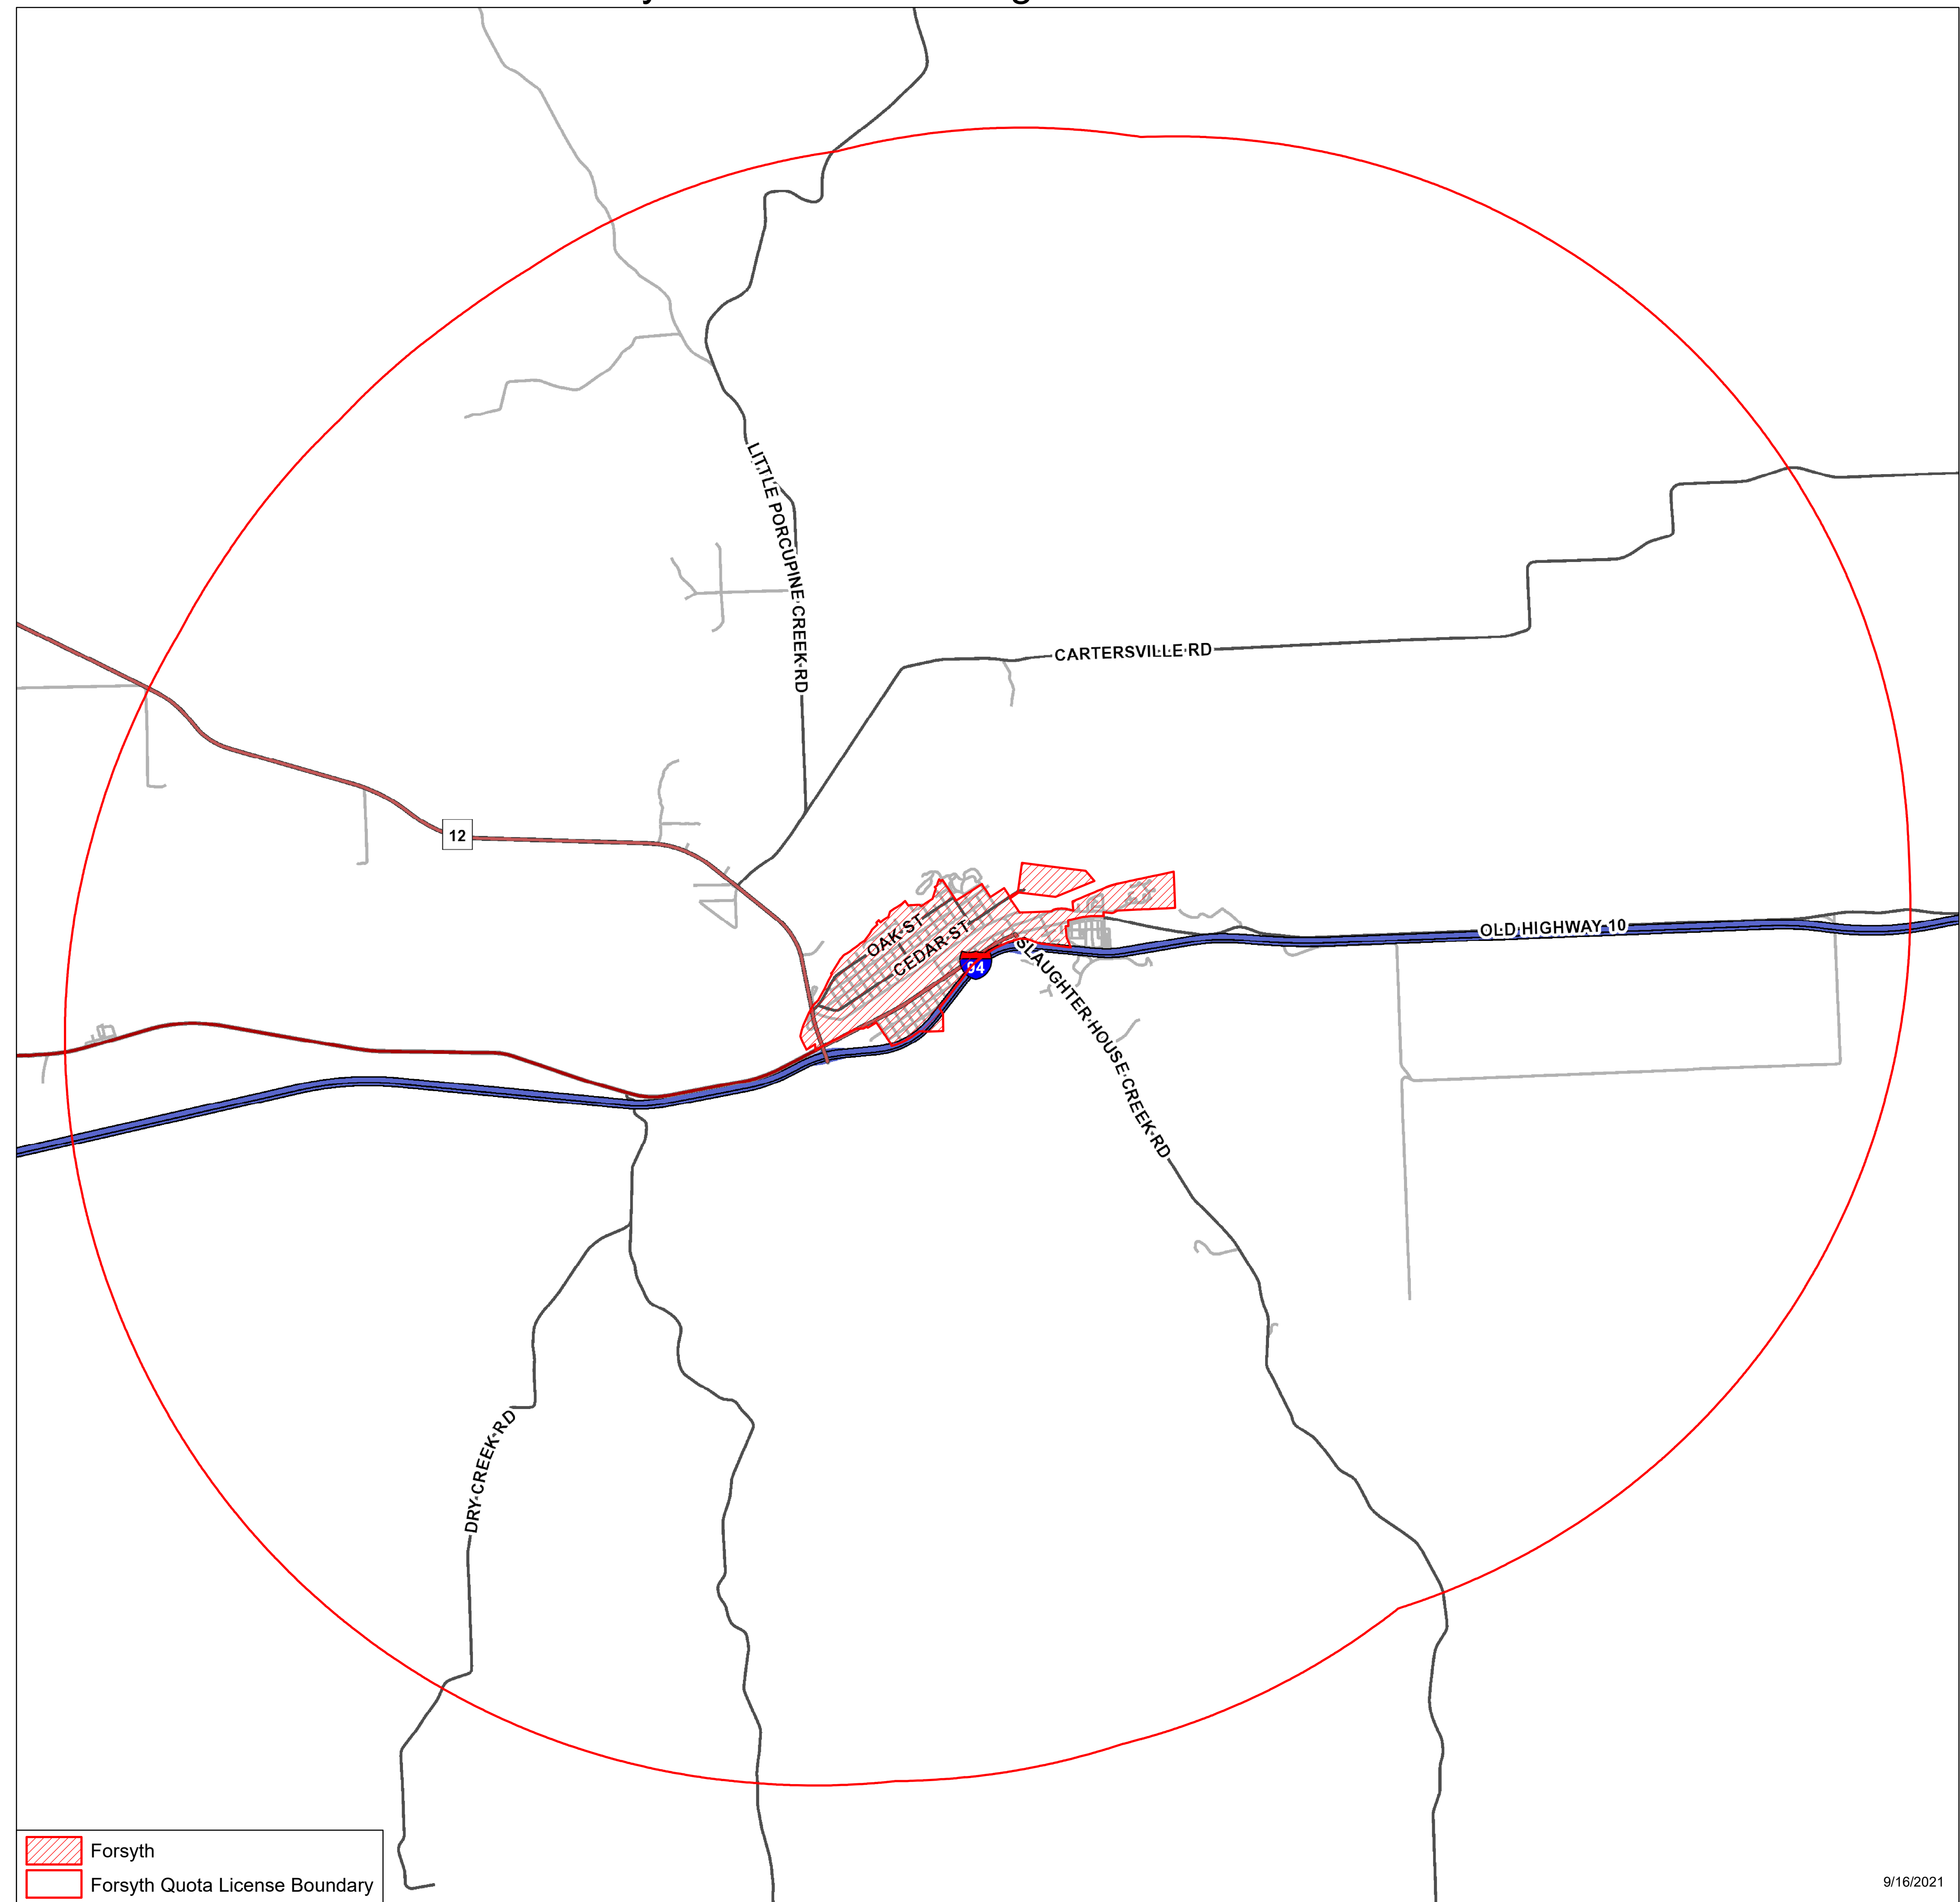 LITTLE PORCUPINE CREEK RD
CARTERSVILLE RD
12
OAK ST
CEDAR ST
OLD HIGHWAY 10
94
SLAUGHTER HOUSE CREEK RD
DRY CREEK RD
Forsyth
Forsyth Quota License Boundary
9/16/2021